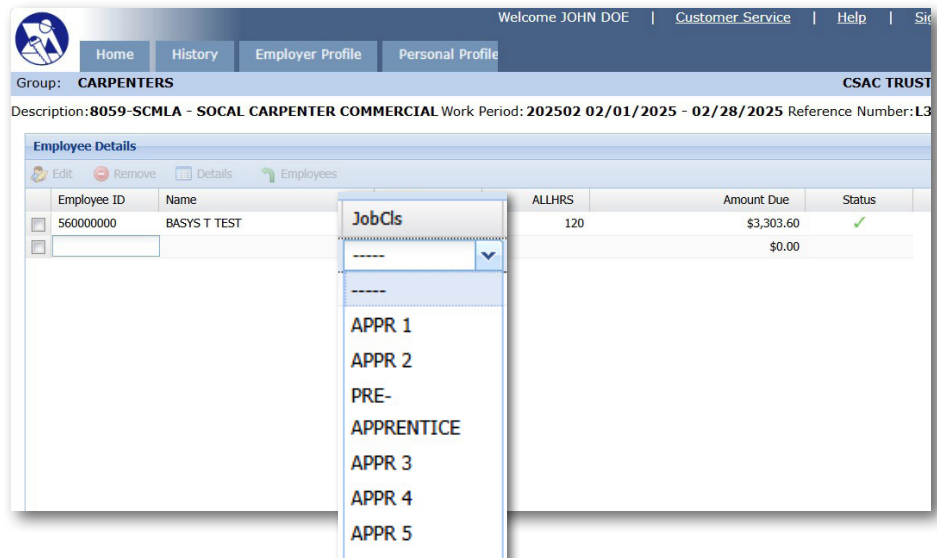 Welcome JOHN DOE | Customer Service | Help |
Home History Employer Profile Personal Profile
Group: CARPENTERS CSAC TRUST
Description:8059-SCMLA - SOCAL CARPENTER COMMERCIAL Work Period: 202502 02/01/2025 - 02/28/2025 Reference Number:L3
Employee Details
Edit Remove Details Employees
Employee ID Name JobCls ALLHRS Amount Due Status
560000000 BASYS T TEST 120 $3,303.60
----- $0.00
-----
APPR 1
APPR 2
PRE-
APPRENTICE
APPR 3
APPR 4
APPR 5